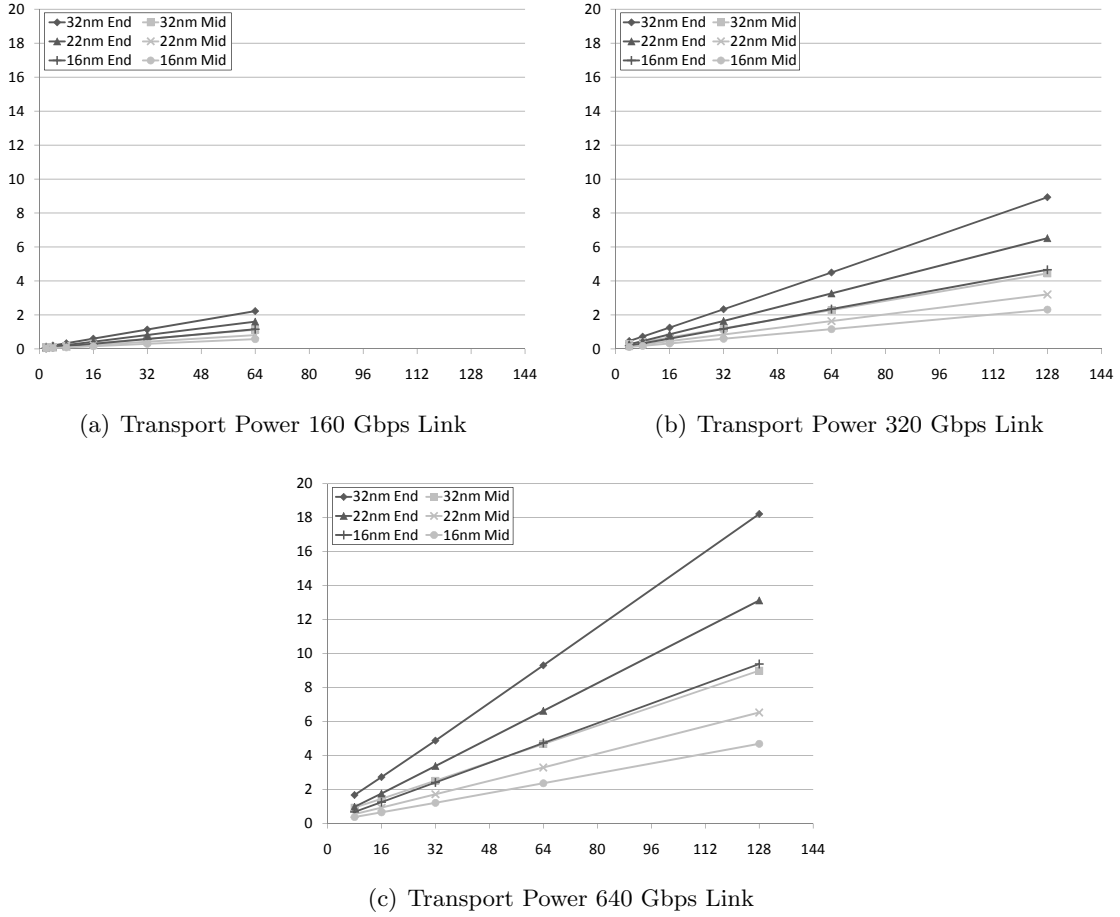 20
18
16
14
12
10
8
6
4
2
0
32nm End 32nm Mid
22nm End 22nm Mid
16nm End 16nm Mid
0 16 32 48 64 80 96 112 128 144
(a) Transport Power 160 Gbps Link
20
18
16
14
12
10
8
6
4
2
0
32nm End 32nm Mid
22nm End 22nm Mid
16nm End 16nm Mid
0 16 32 48 64 80 96 112 128 144
(b) Transport Power 320 Gbps Link
20
18
16
14
12
10
8
6
4
2
0
32nm End 32nm Mid
22nm End 22nm Mid
16nm End 16nm Mid
0 16 32 48 64 80 96 112 128 144
(c) Transport Power 640 Gbps Link